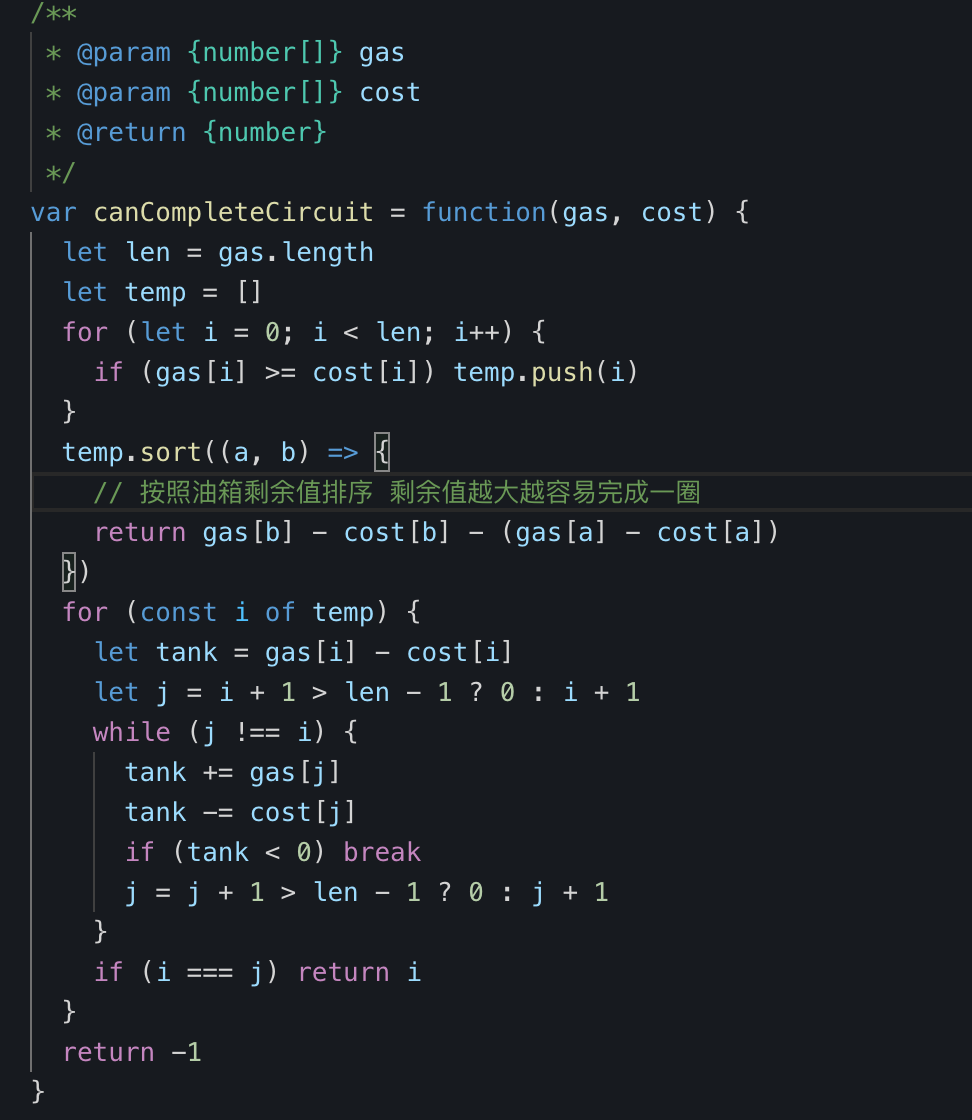 /**
 * @param {number[]} gas
 * @param {number[]} cost
 * @return {number}
 */
var canCompleteCircuit = function(gas, cost) {
  let len = gas.length
  let temp = []
  for (let i = 0; i < len; i++) {
    if (gas[i] >= cost[i]) temp.push(i)
  }
  temp.sort((a, b) => {
    // 按照油箱剩余值排序 剩余值越大越容易完成一圈
    return gas[b] - cost[b] - (gas[a] - cost[a])
  })
  for (const i of temp) {
    let tank = gas[i] - cost[i]
    let j = i + 1 > len - 1 ? 0 : i + 1
    while (j !== i) {
      tank += gas[j]
      tank -= cost[j]
      if (tank < 0) break
      j = j + 1 > len - 1 ? 0 : j + 1
    }
    if (i === j) return i
  }
  return -1
}